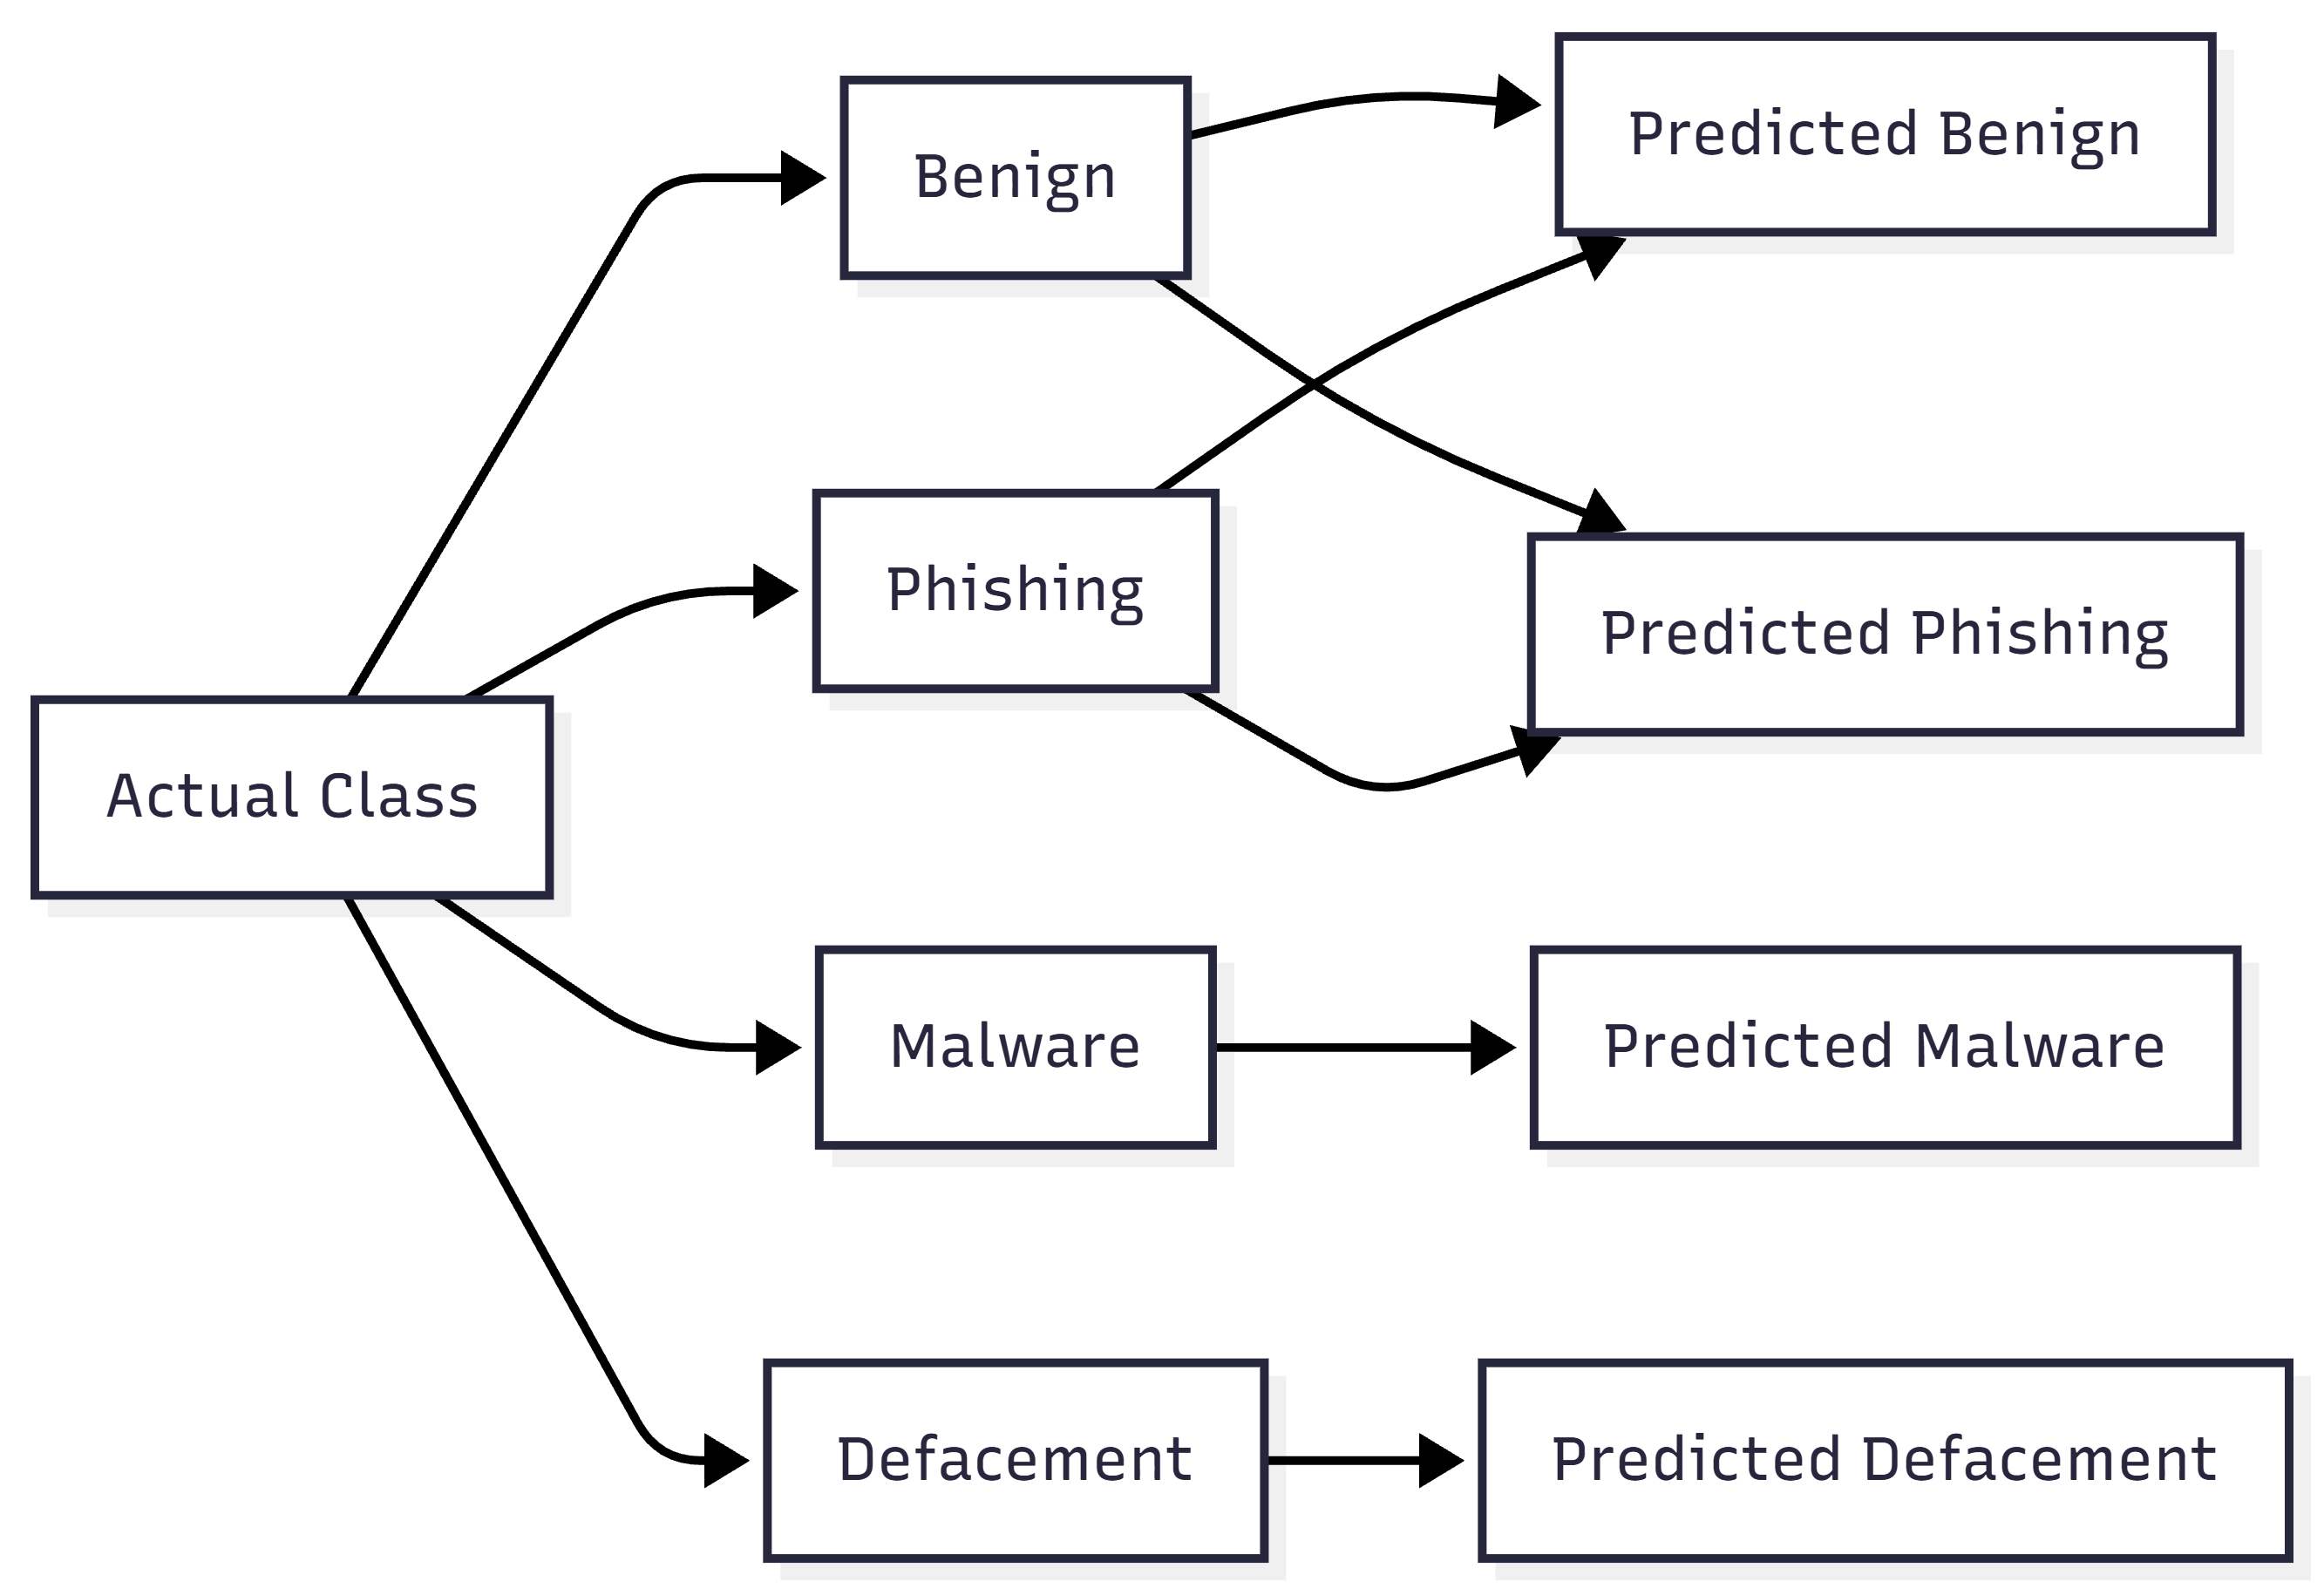 Actual Class
Benign
Phishing
Malware
Defacement
Predicted Benign
Predicted Phishing
Predicted Malware
Predicted Defacement